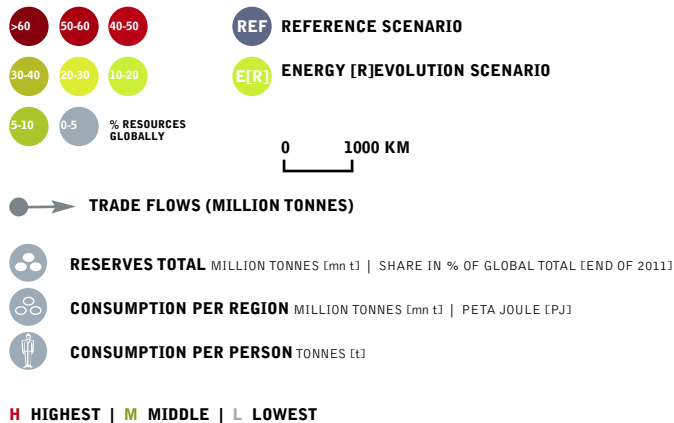 >60 50-60 40-50
REF REFERENCE SCENARIO
30-40 20-30 10-20
E[R] ENERGY [R]EVOLUTION SCENARIO
5-10 0-5 % RESOURCES
GLOBALLY
0 1000 KM
TRADE FLOWS (MILLION TONNES)
RESERVES TOTAL MILLION TONNES [mn t] | SHARE IN % OF GLOBAL TOTAL [END OF 2011]
CONSUMPTION PER REGION MILLION TONNES [mn t] | PETA JOULE [PJ]
CONSUMPTION PER PERSON TONNES [t]
H HIGHEST | M MIDDLE | L LOWEST